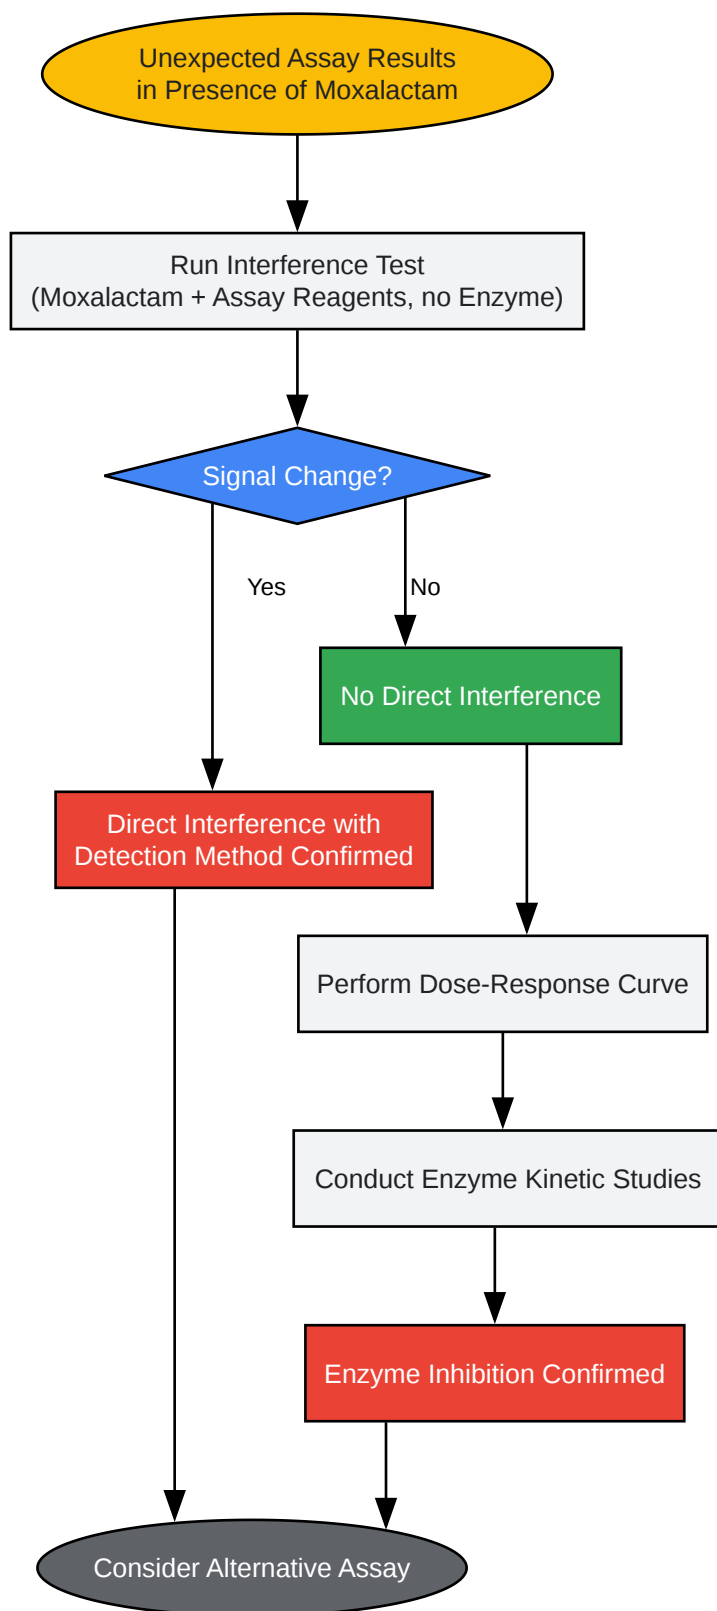 Unexpected Assay Results
in Presence of Moxalactam
Run Interference Test
(Moxalactam + Assay Reagents, no Enzyme)
Signal Change?
Yes
No
No Direct Interference
Direct Interference with
Detection Method Confirmed
Perform Dose-Response Curve
Conduct Enzyme Kinetic Studies
Enzyme Inhibition Confirmed
Consider Alternative Assay